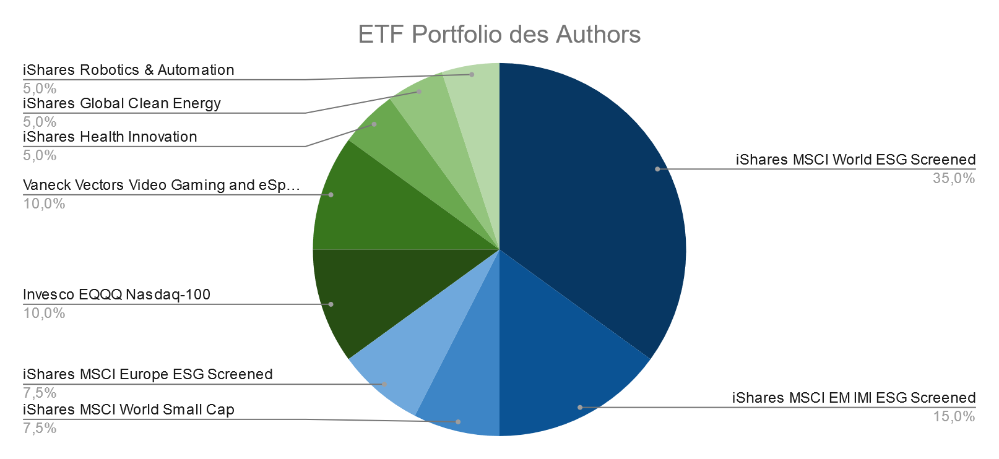 ETF Portfolio des Authors
iShares Robotics & Automation
5,0%
iShares Global Clean Energy
5,0%
iShares Health Innovation
5,0%
Vaneck Vectors Video Gaming and eSp…
10,0%
Invesco EQQQ Nasdaq-100
10,0%
iShares MSCI Europe ESG Screened
7,5%
iShares MSCI World Small Cap
7,5%
iShares MSCI World ESG Screened
35,0%
iShares MSCI EM IMI ESG Screened
15,0%